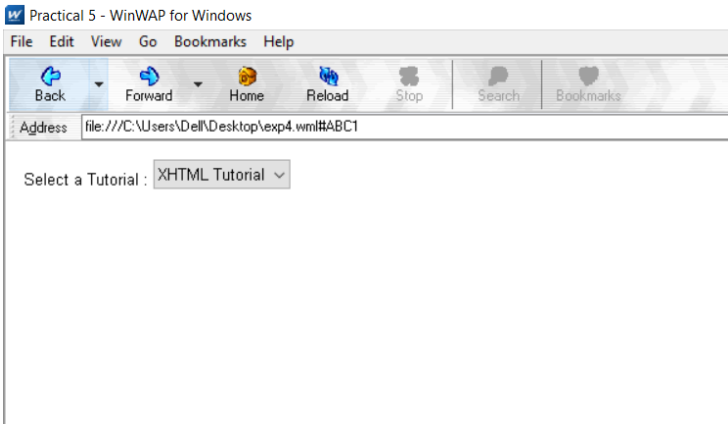 Practical 5 - WinWAP for Windows
File Edit View Go Bookmarks Help
Back Forward Home Reload Stop Search Bookmarks
Address file:///C:\Users\Dell\Desktop\exp4.wml#ABC1
Select a Tutorial : XHTML Tutorial